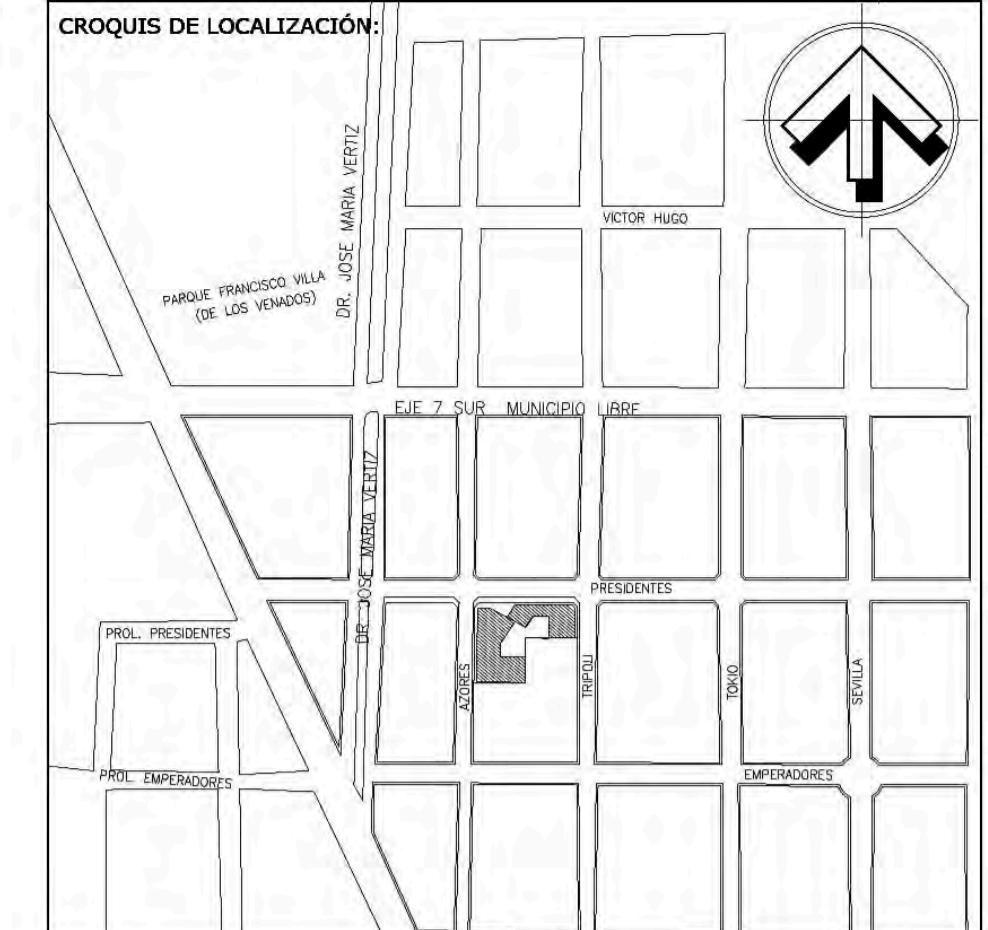 CROQUIS DE LOCALIZACIÓN:
DR. JOSE MARIA VERTIZ
VICTOR HUGO
PARQUE FRANCISCO VILLA
(DE LOS VENADOS)
EJE 7 SUR MUNICIPIO LIBRE
DR. JOSE MARIA VERTIZ
PRESIDENTES
PROL. PRESIDENTES
AZORES
TRIPOLI
TOKIO
SEVILLA
PROL. EMPERADORES
EMPERADORES